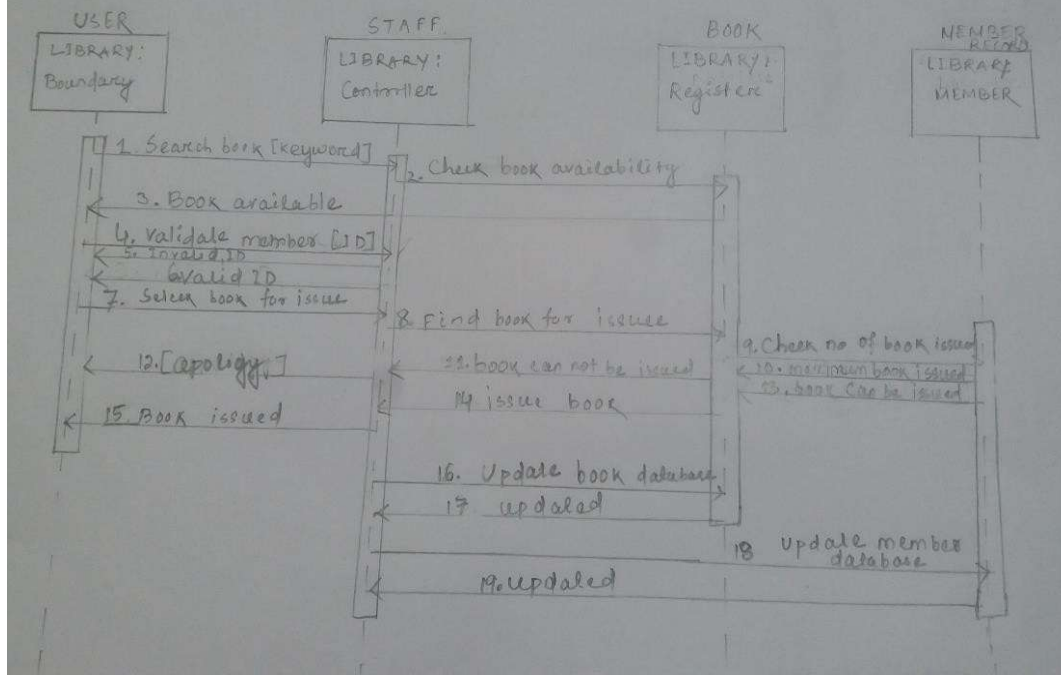 USER
LIBRARY:
Boundary
STAFF
LIBRARY:
Controller
BOOK
LIBRARY:
Register
MEMBER
RECORD
LIBRARY
MEMBER
1. Search book [keyword]
2. Check book availability
3. Book available
4. Validate member [ID]
5. Invalid ID
6 Valid ID
7. Select book for issue
8. Find book for issuee
9. Check no of book issued
10. maximum book issued
11. book can not be issued
12. [apoligy,]
13. book can be issued
14 issue book
15. Book issued
16. Update book database
17 updated
18 update member
database
19. updated